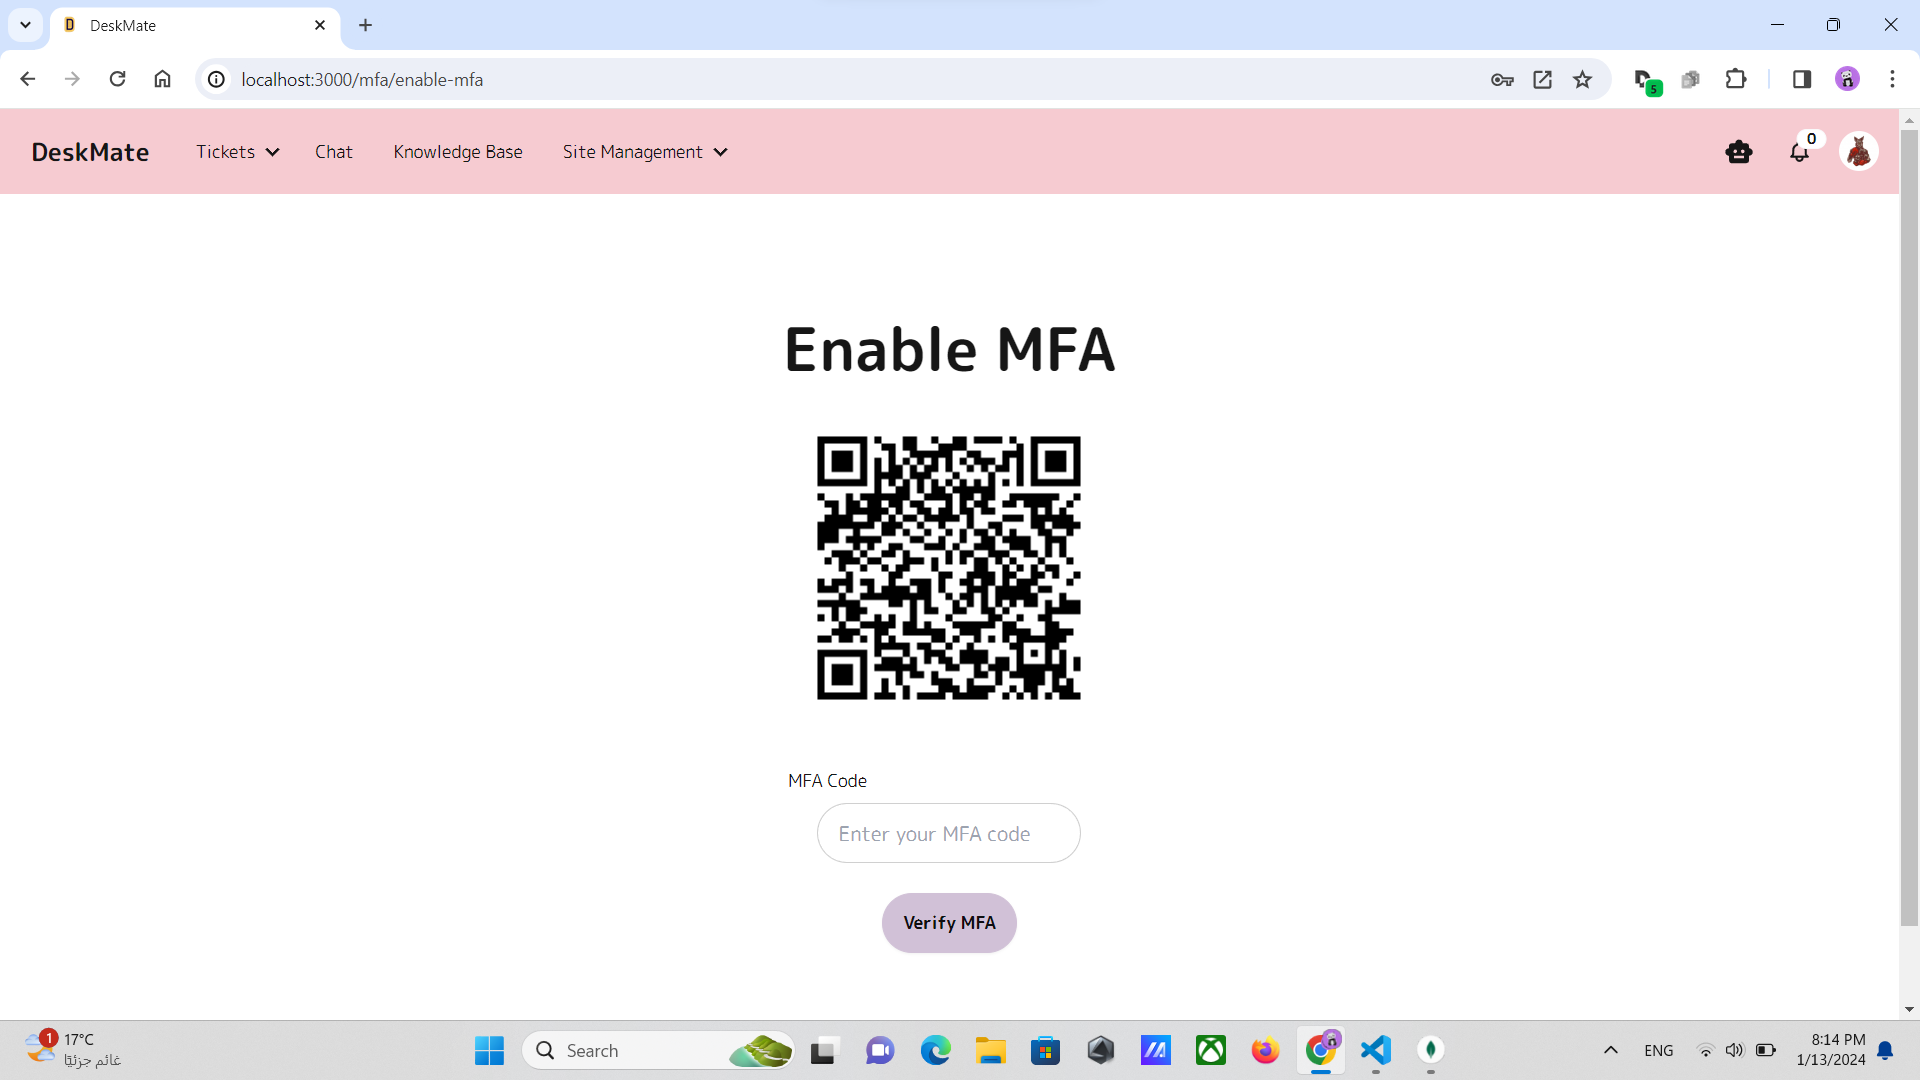 DeskMate
localhost:3000/mfa/enable-mfa
5
DeskMate Tickets Chat Knowledge Base Site Management 0
Enable MFA
MFA Code
Enter your MFA code
Verify MFA
1
17°C
غائم جزئيًا
Search
ENG
8:14 PM
1/13/2024